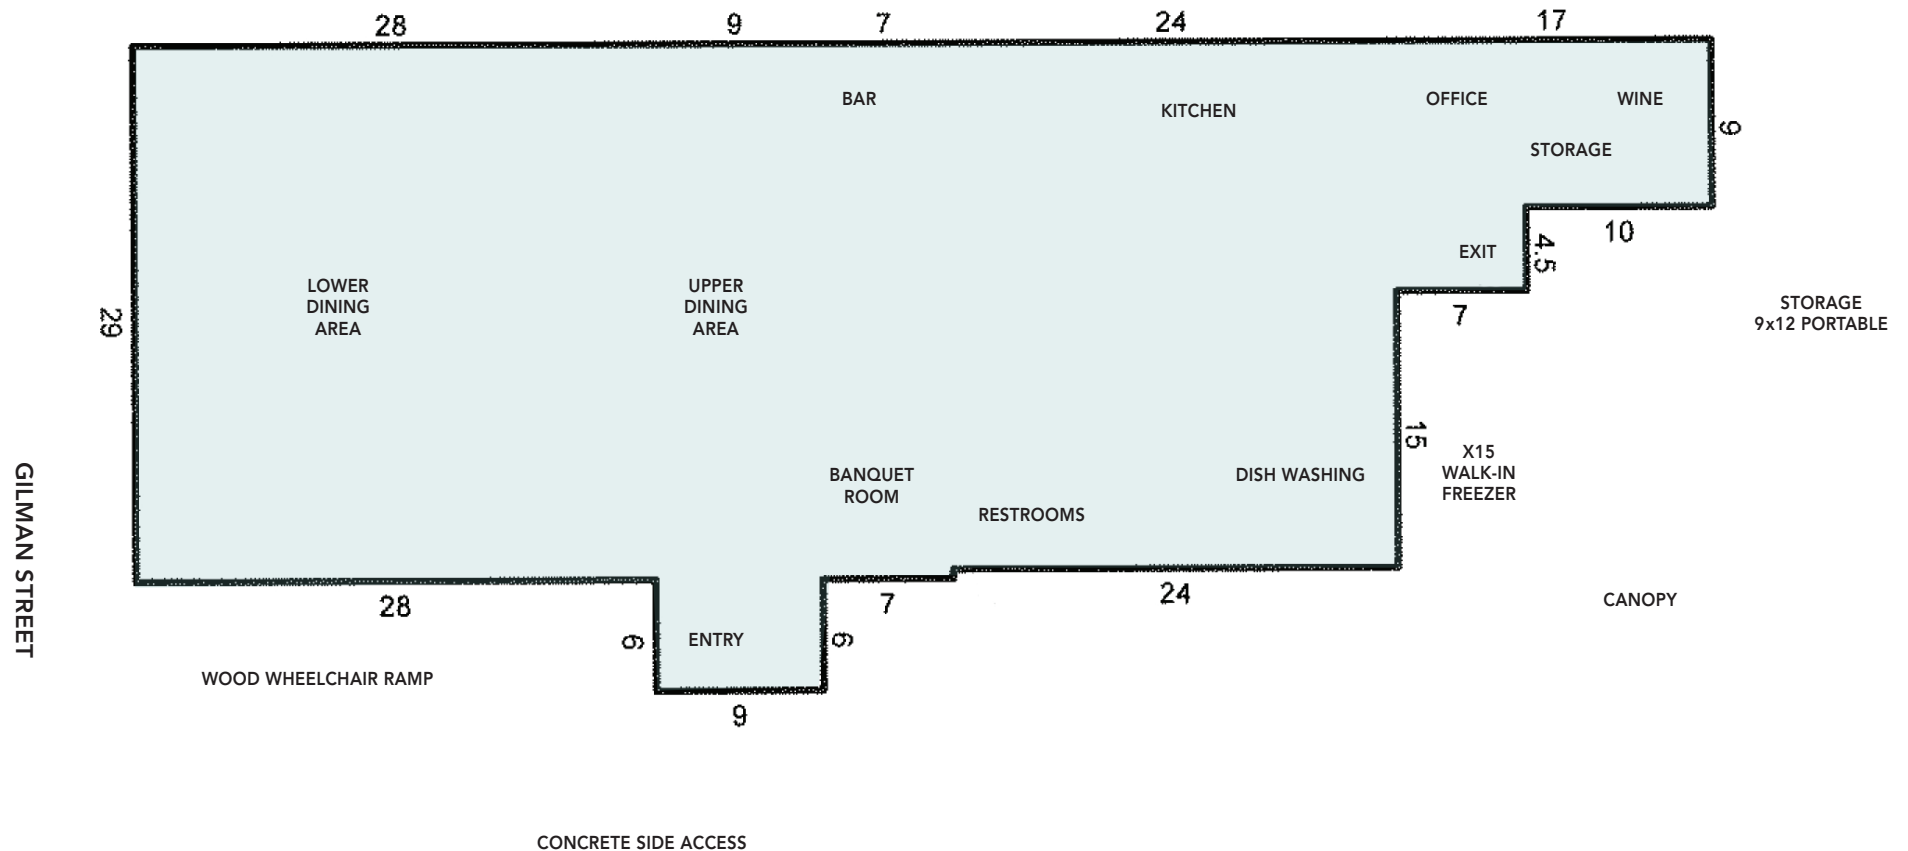 28
9
7
24
17
BAR
KITCHEN
OFFICE
WINE
9
STORAGE
10
EXIT
4.5
LOWER
DINING
AREA
UPPER
DINING
AREA
29
7
STORAGE
9x12 PORTABLE
15
X15
WALK-IN
FREEZER
BANQUET
ROOM
DISH WASHING
RESTROOMS
GILMAN STREET
28
7
24
CANOPY
6
ENTRY
6
WOOD WHEELCHAIR RAMP
9
CONCRETE SIDE ACCESS